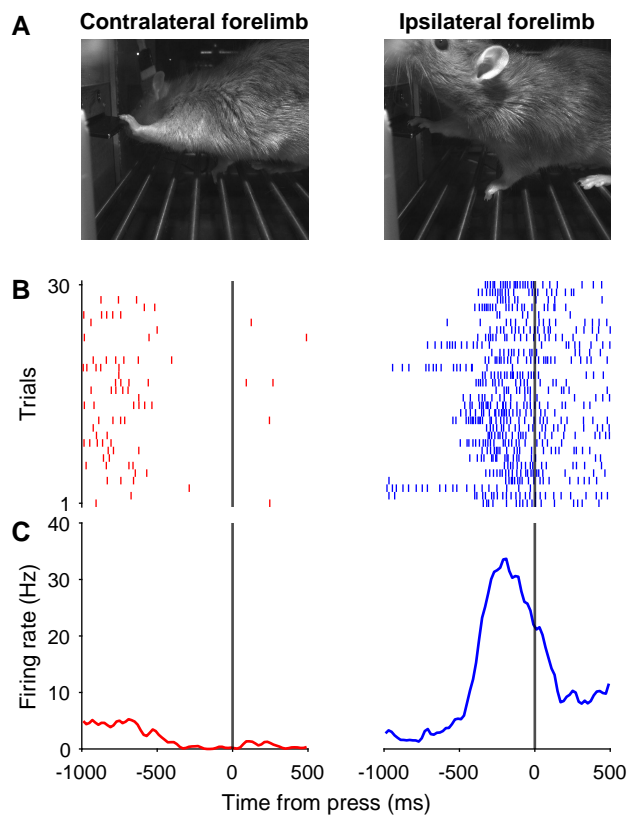 A
Contralateral forelimb
Ipsilateral forelimb
B
30
Trials
1
C
40
30
20
10
0
Firing rate (Hz)
-1000
-500
0
500
-1000
-500
0
500
Time from press (ms)